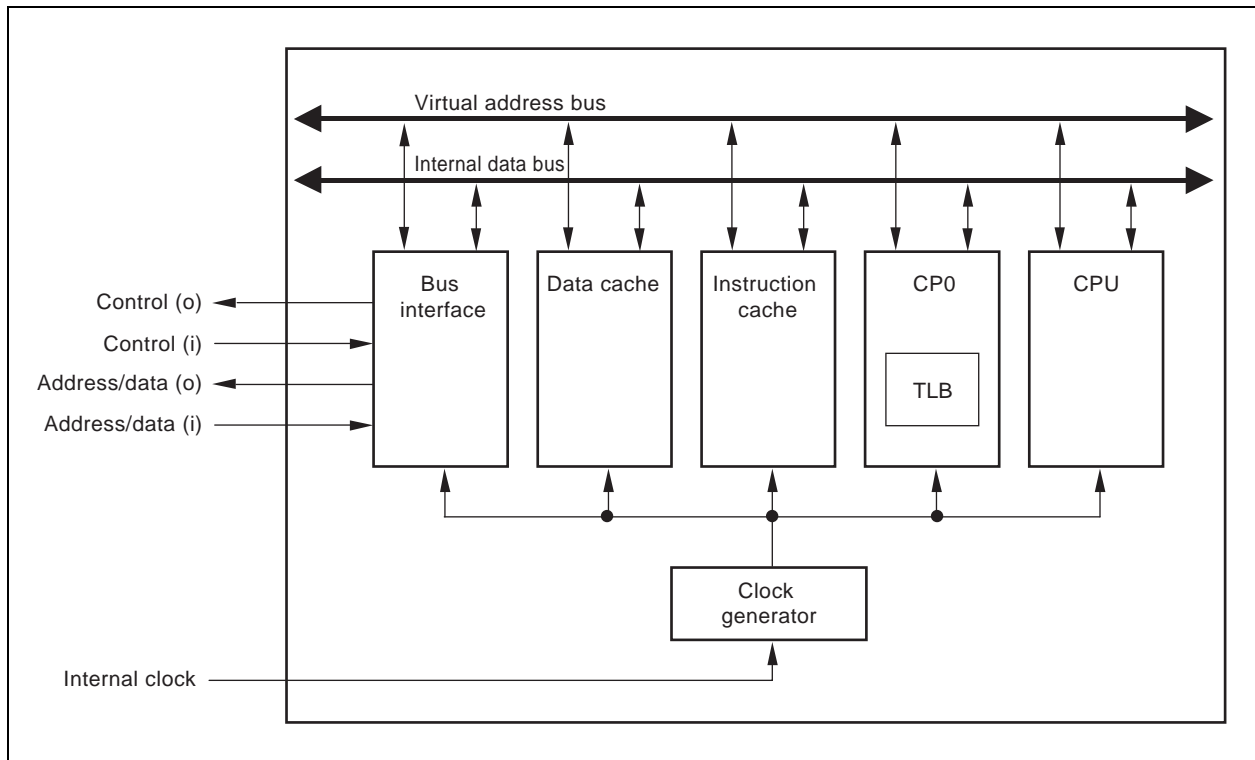 Virtual address bus
Internal data bus
Bus
interface
Data cache
Instruction
cache
CP0
CPU
TLB
Control (o)
Control (i)
Address/data (o)
Address/data (i)
Clock
generator
Internal clock